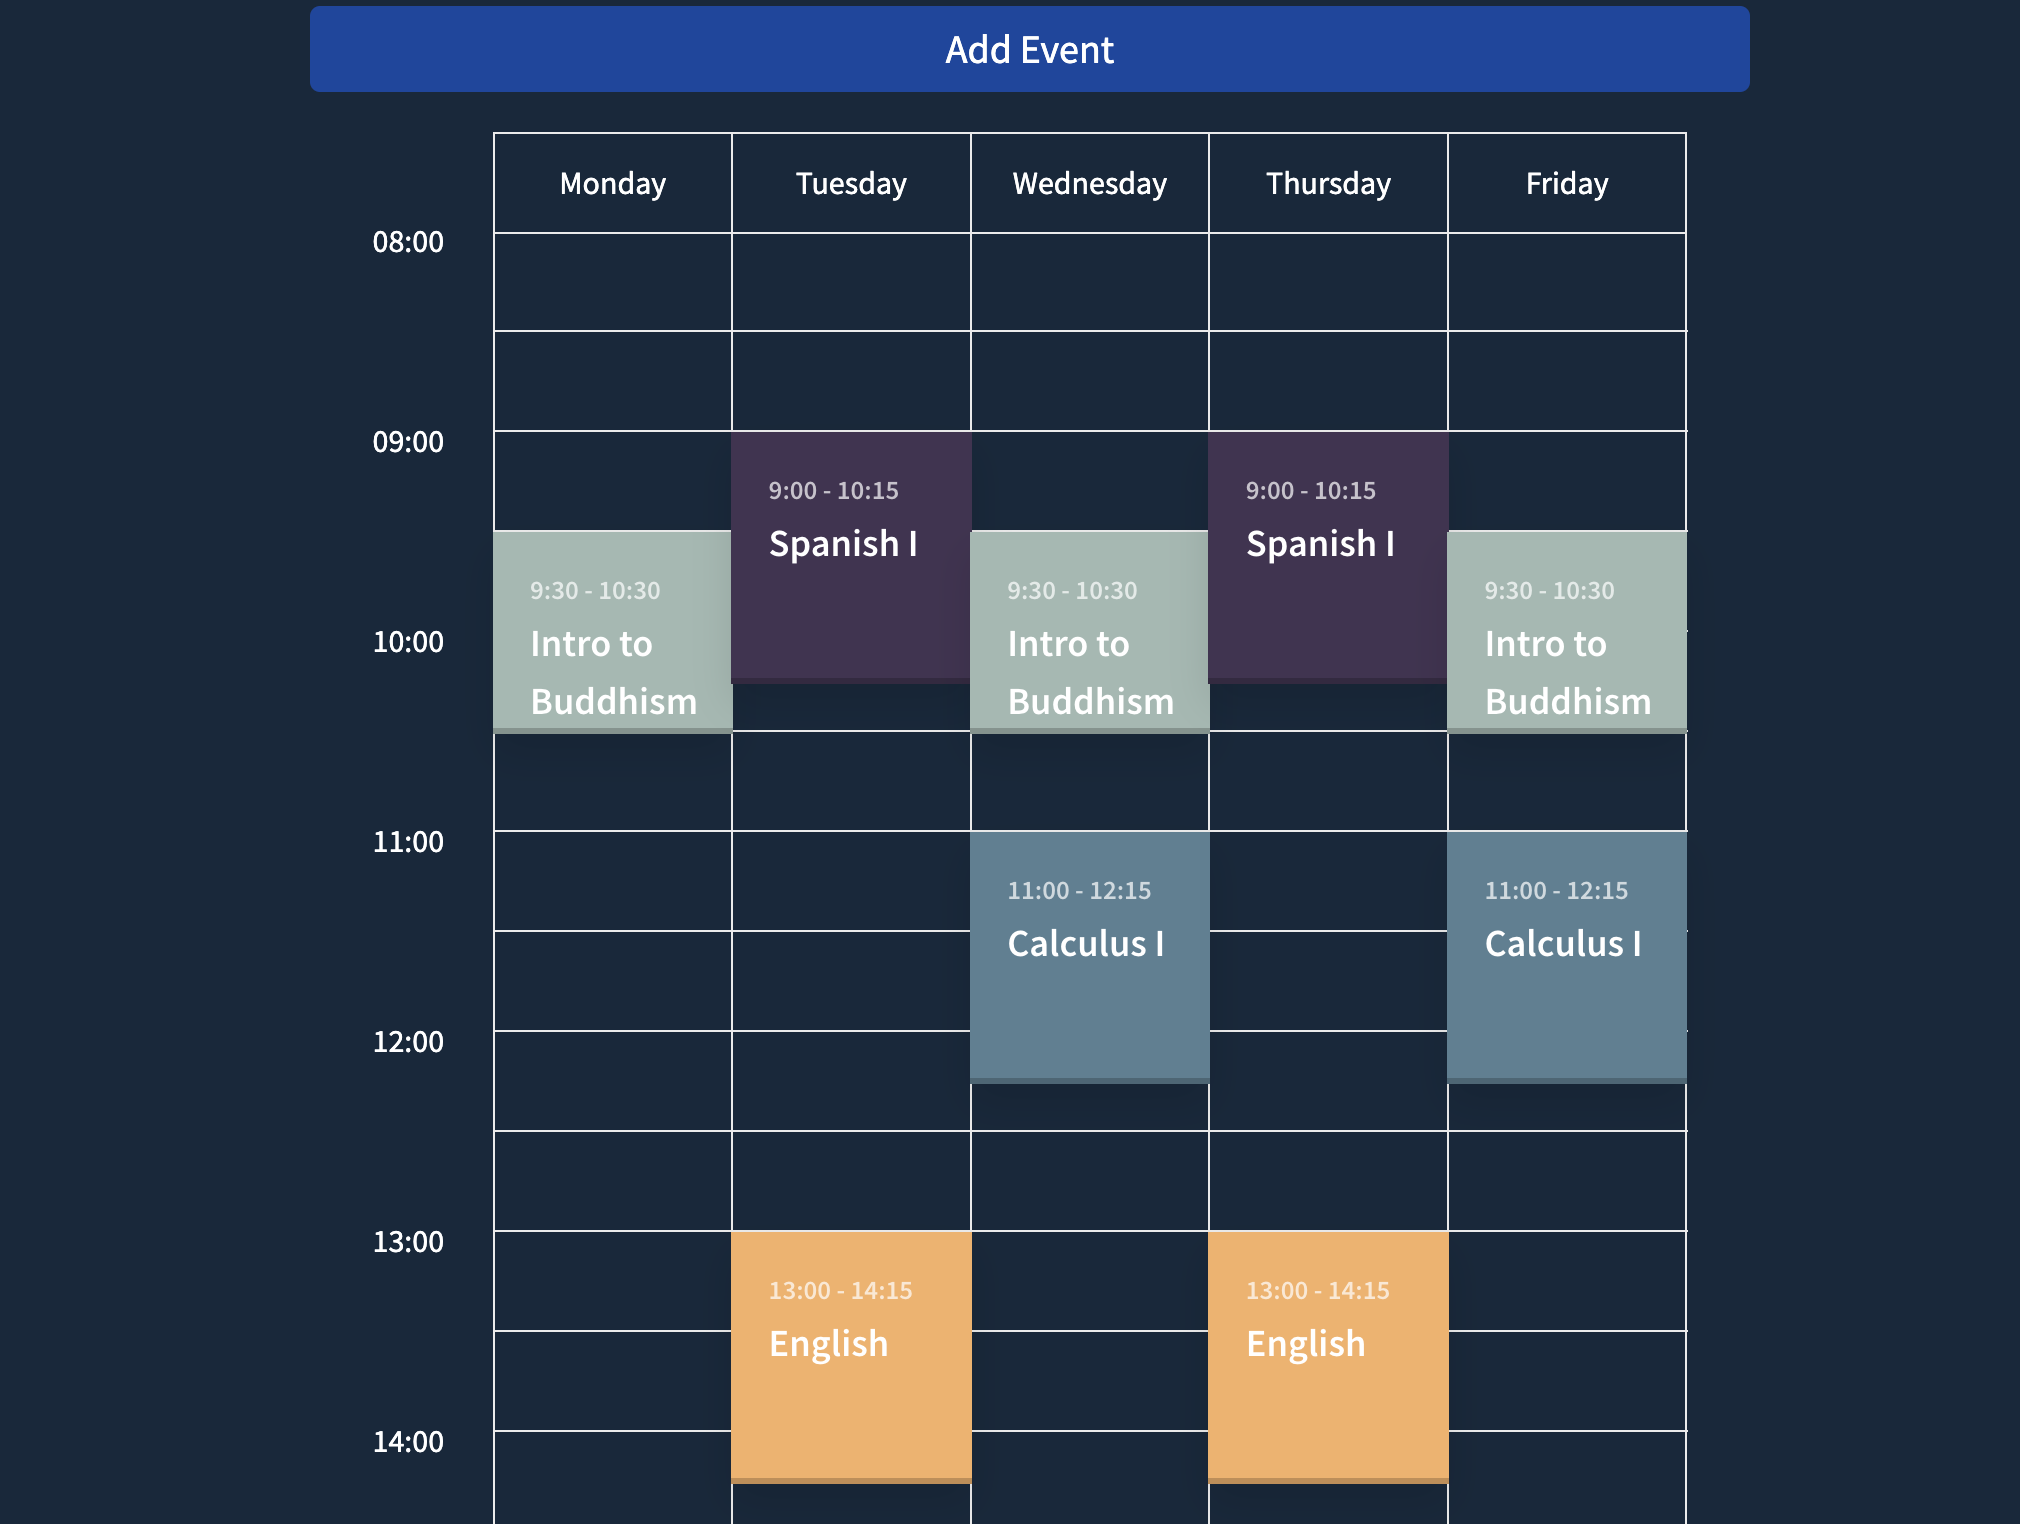 Add Event
Monday Tuesday Wednesday Thursday Friday
08:00
09:00
9:00 - 10:15 9:00 - 10:15
Spanish I Spanish I
9:30 - 10:30 9:30 - 10:30 9:30 - 10:30
10:00 Intro to Intro to Intro to
Buddhism Buddhism Buddhism
11:00
11:00 - 12:15 11:00 - 12:15
Calculus I Calculus I
12:00
13:00
13:00 - 14:15 13:00 - 14:15
English English
14:00